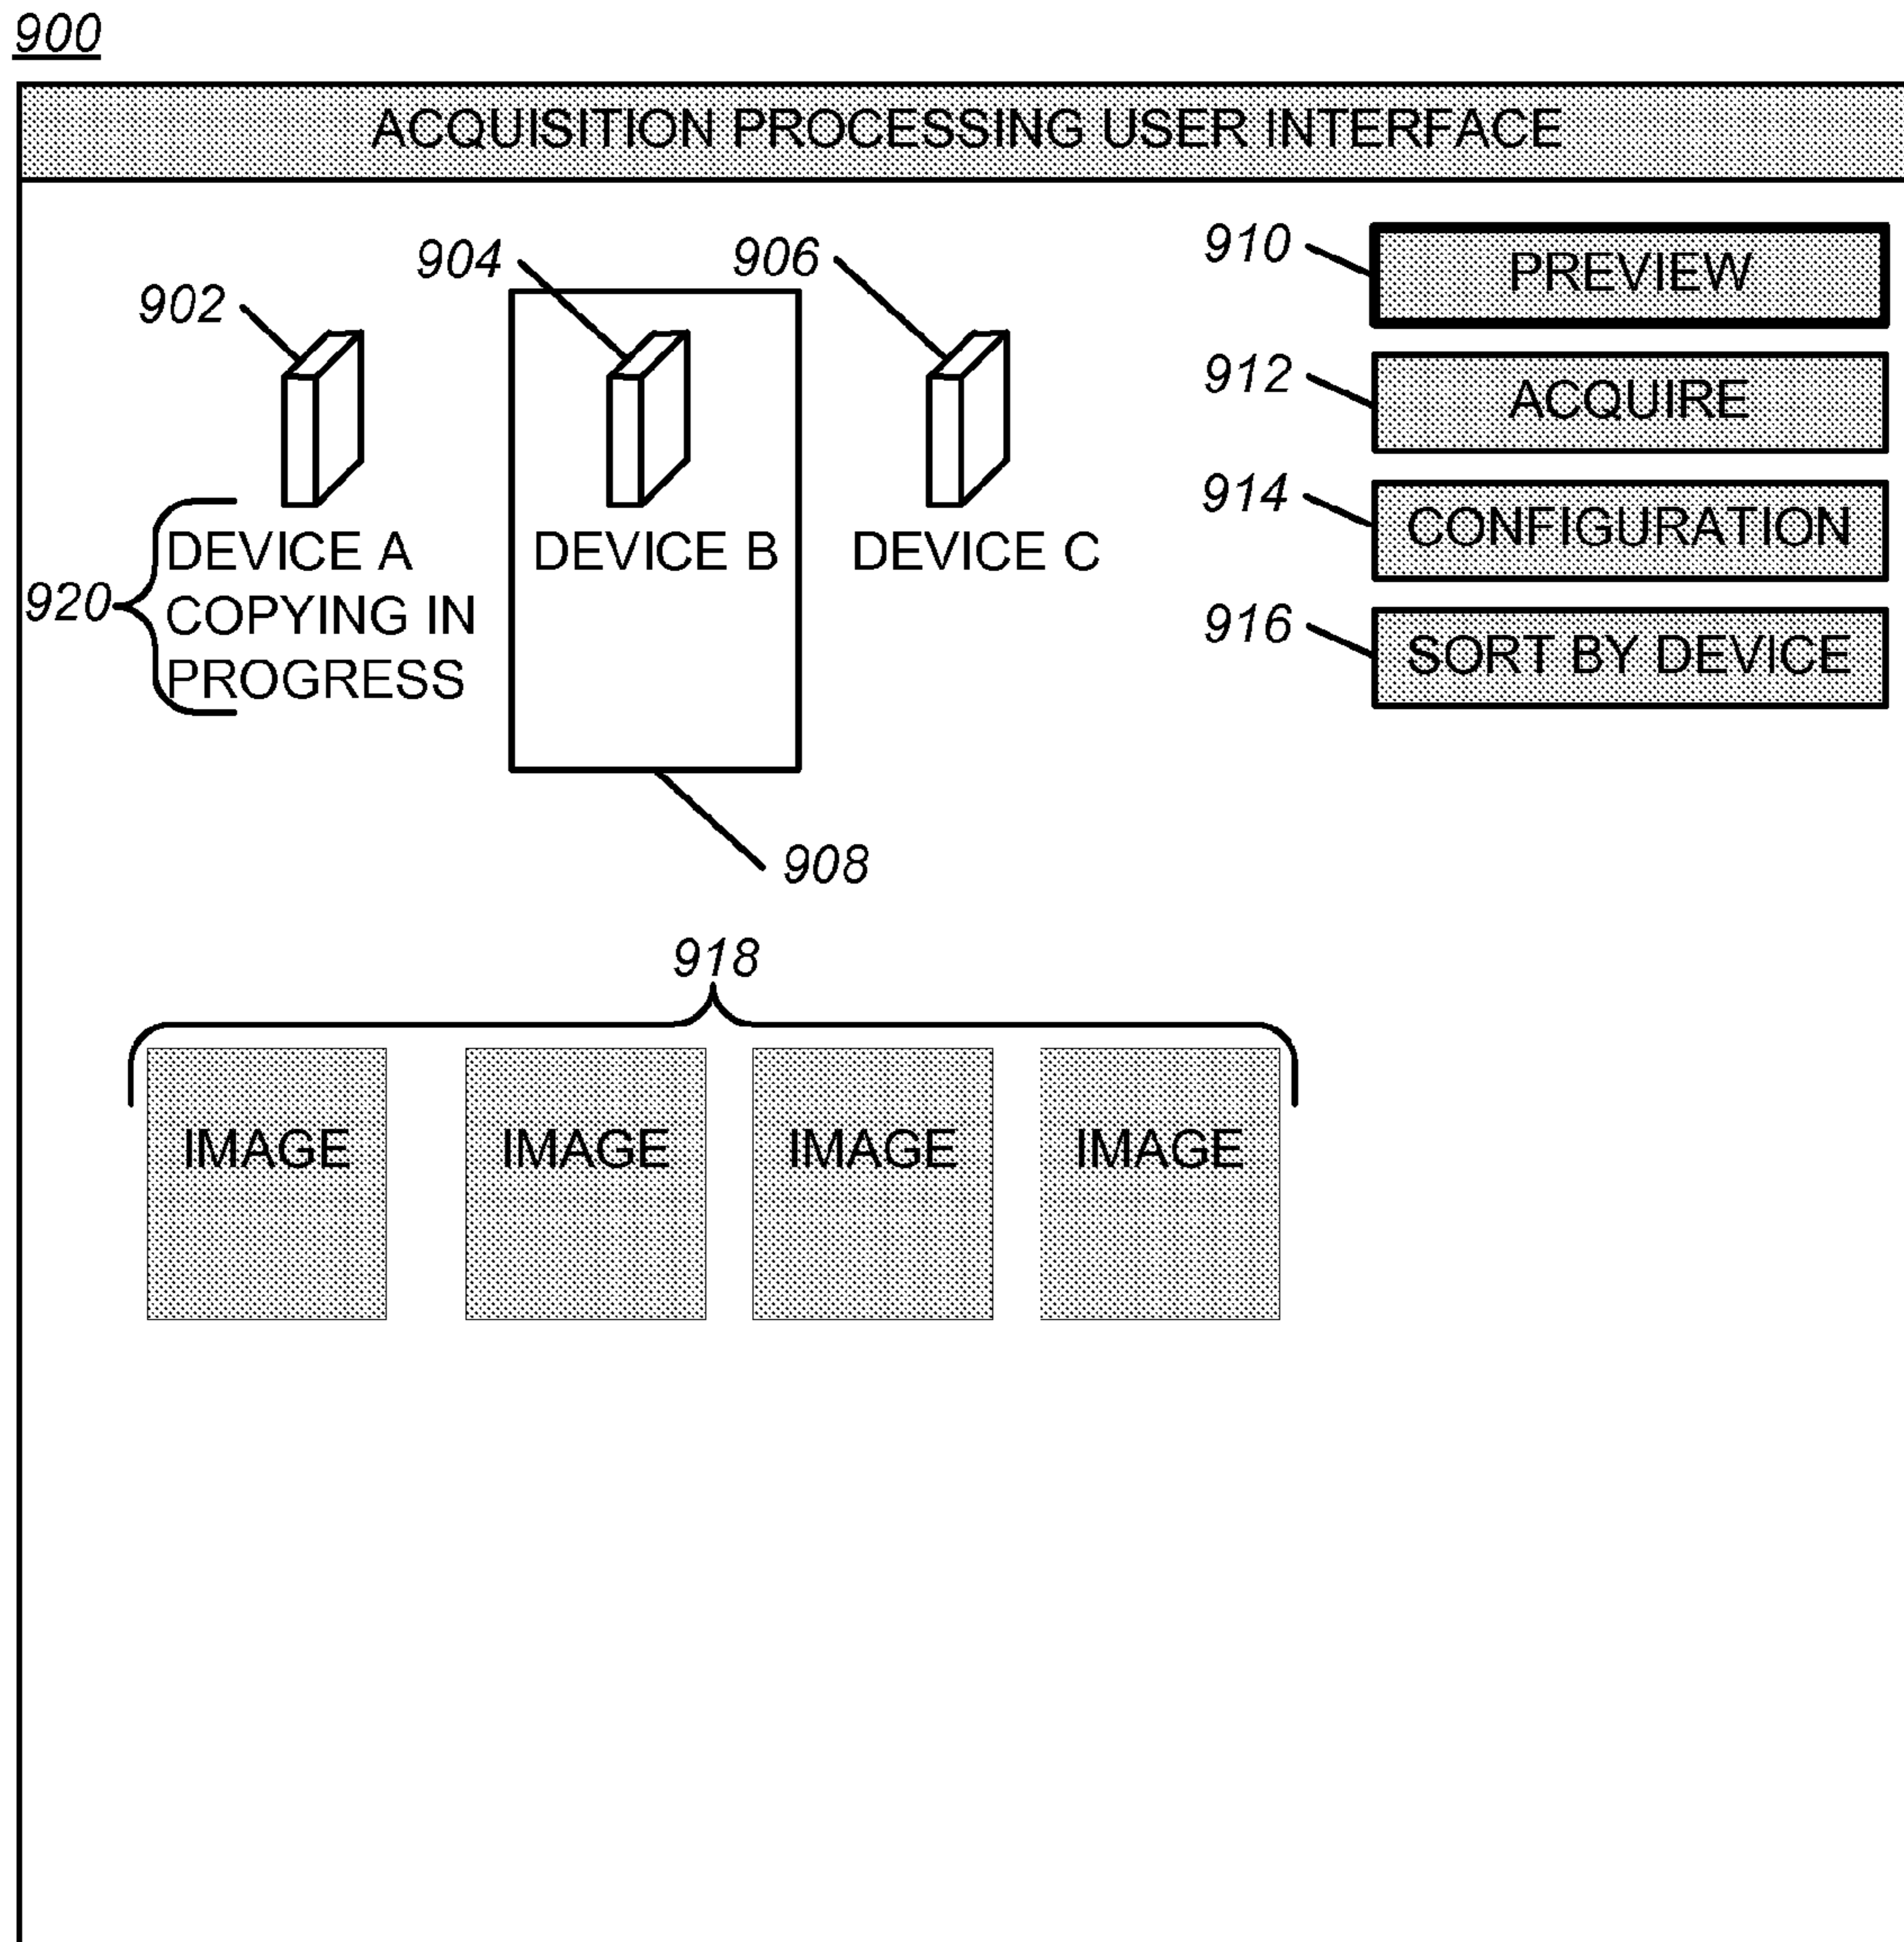 900
ACQUISITION PROCESSING USER INTERFACE
902
904
906
910
PREVIEW
912
ACQUIRE
914
CONFIGURATION
916
SORT BY DEVICE
DEVICE A
COPYING IN
PROGRESS
920
DEVICE B
DEVICE C
908
918
IMAGE
IMAGE
IMAGE
IMAGE